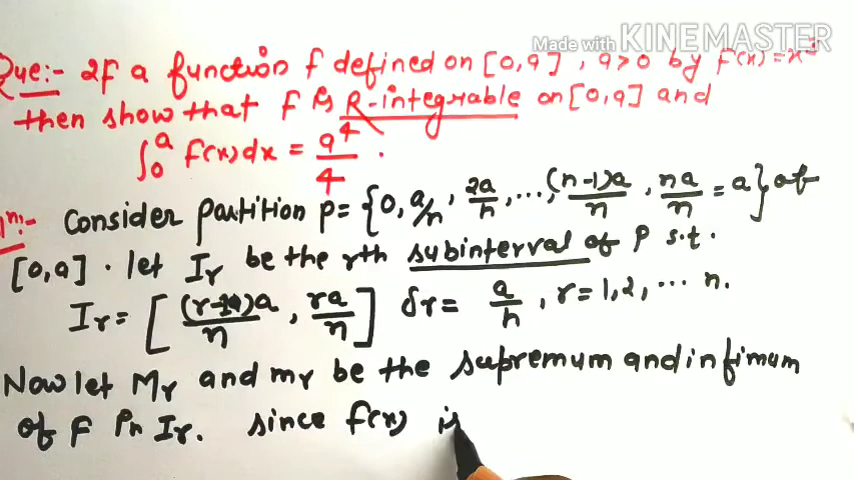 Made with KINEMASTER
Que:- If a function f defined on [0,a], a>0 by f(x)=x³
then show that f is R-integrable on [0,a] and
∫₀ᵃ f(x)dx = a⁴/4.
lⁿ:- Consider partition P= {0, a/n, 2a/n, ..., (n-1)a/n, na/n = a} of
[0,a]. let Ir be the rth subinterval of P s.t.
Ir = [(r-1)a/n, ra/n] δr = a/n, r=1,2,... n.
Now let Mr and mr be the supremum and infimum
of f in Ir. since f(x) is